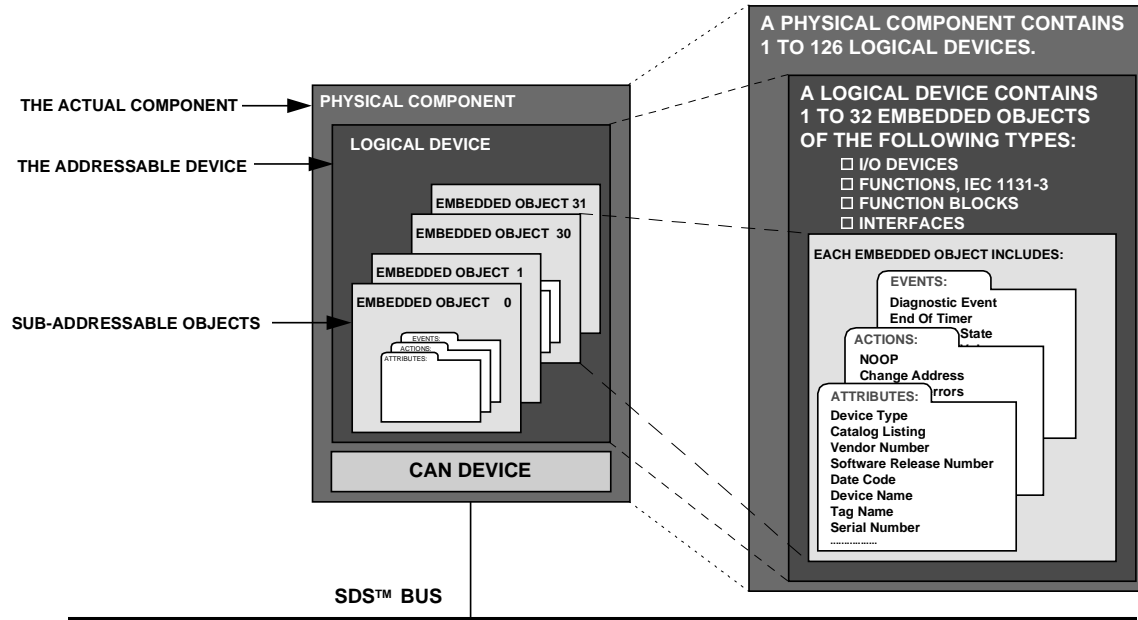 A PHYSICAL COMPONENT CONTAINS
1 TO 126 LOGICAL DEVICES.
A LOGICAL DEVICE CONTAINS
1 TO 32 EMBEDDED OBJECTS
OF THE FOLLOWING TYPES:
☐ I/O DEVICES
☐ FUNCTIONS, IEC 1131-3
☐ FUNCTION BLOCKS
☐ INTERFACES
EACH EMBEDDED OBJECT INCLUDES:
EVENTS:
Diagnostic Event
End Of Timer
State
ACTIONS:
NOOP
Change Address
rrors
ATTRIBUTES:
Device Type
Catalog Listing
Vendor Number
Software Release Number
Date Code
Device Name
Tag Name
Serial Number
.................
THE ACTUAL COMPONENT
THE ADDRESSABLE DEVICE
SUB-ADDRESSABLE OBJECTS
PHYSICAL COMPONENT
LOGICAL DEVICE
EMBEDDED OBJECT 31
EMBEDDED OBJECT 30
EMBEDDED OBJECT 1
EMBEDDED OBJECT 0
EVENTS:
ACTIONS:
ATTRIBUTES:
CAN DEVICE
SDS™ BUS